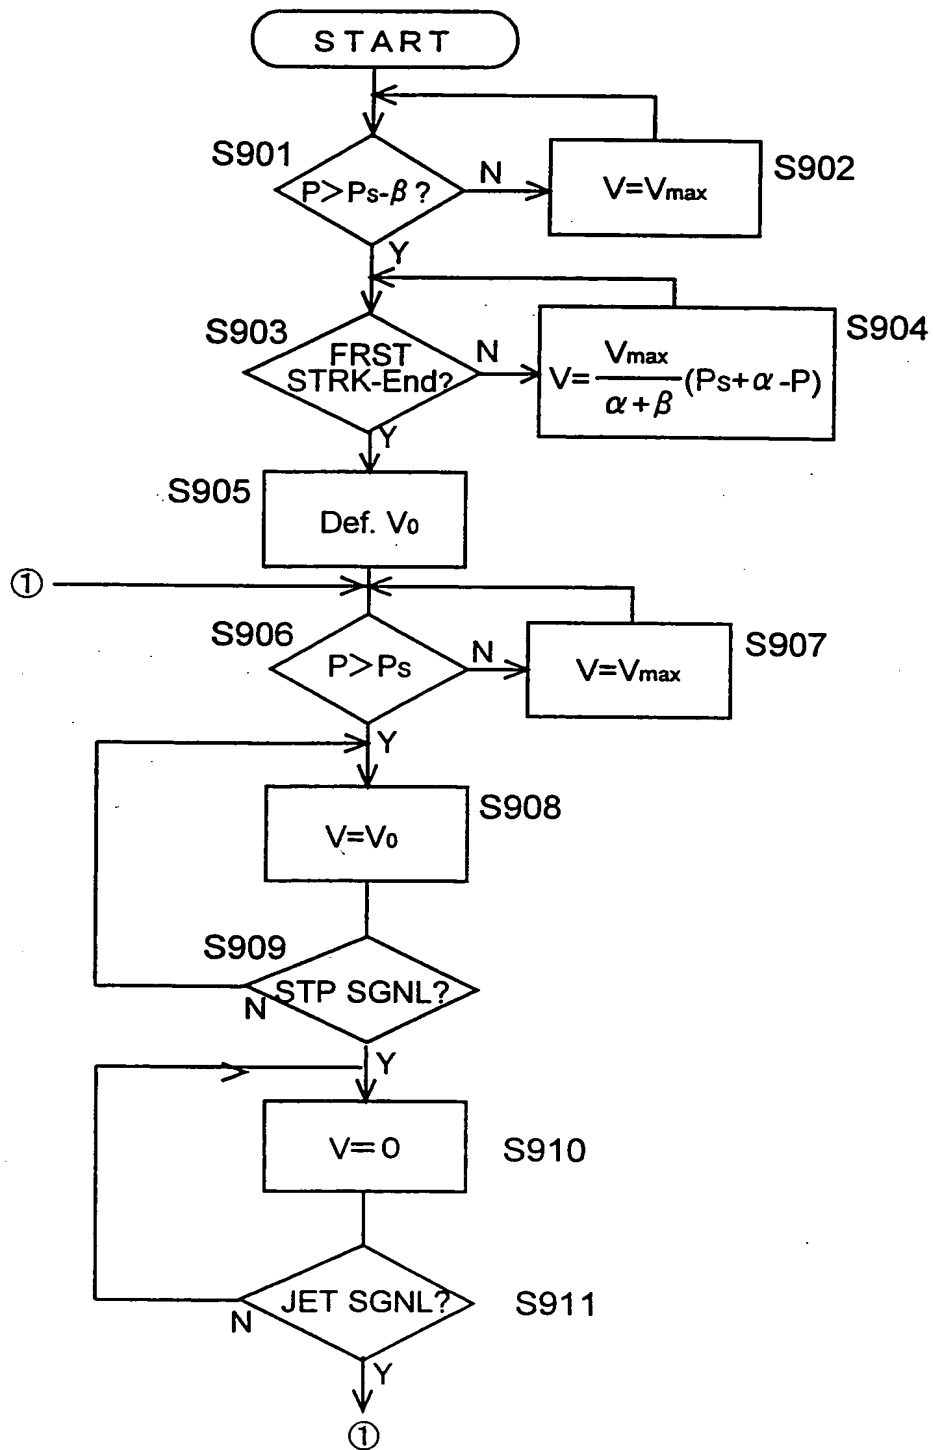 START
S901
P>Ps-β?
N
V=Vmax
S902
Y
S903
FRST
STRK-End?
N
Vmax
V= (Ps+α-P)
α+β
S904
Y
S905
Def. V0
①
S906
P>Ps
N
V=Vmax
S907
Y
V=V0
S908
S909
STP SGNL?
N
Y
V=0
S910
JET SGNL?
S911
N
Y
①